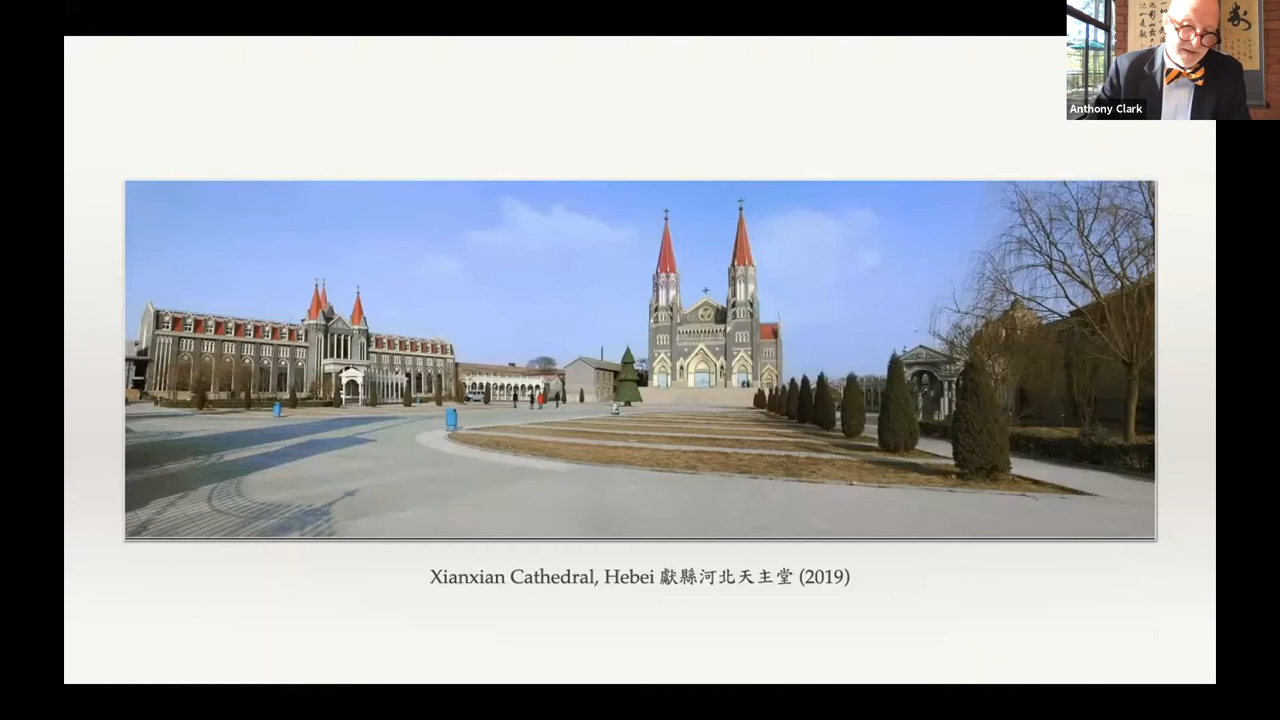 Anthony Clark
Xianxian Cathedral, Hebei 獻縣河北天主堂 (2019)